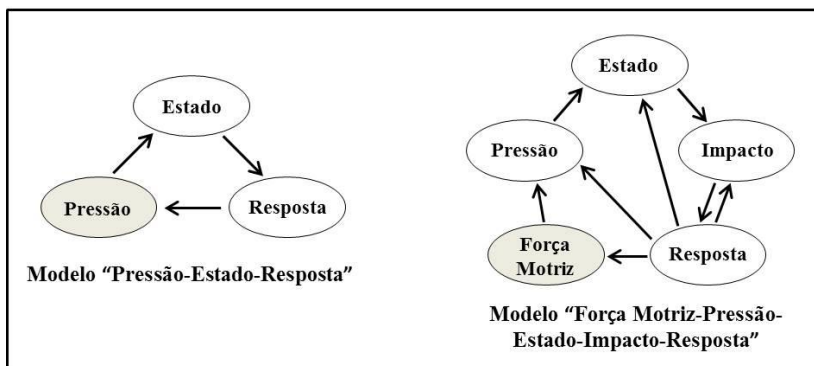 Estado
Pressão
Resposta
Modelo “Pressão-Estado-Resposta”
Estado
Pressão
Impacto
Força
Motriz
Resposta
Modelo “Força Motriz-Pressão-
Estado-Impacto-Resposta”